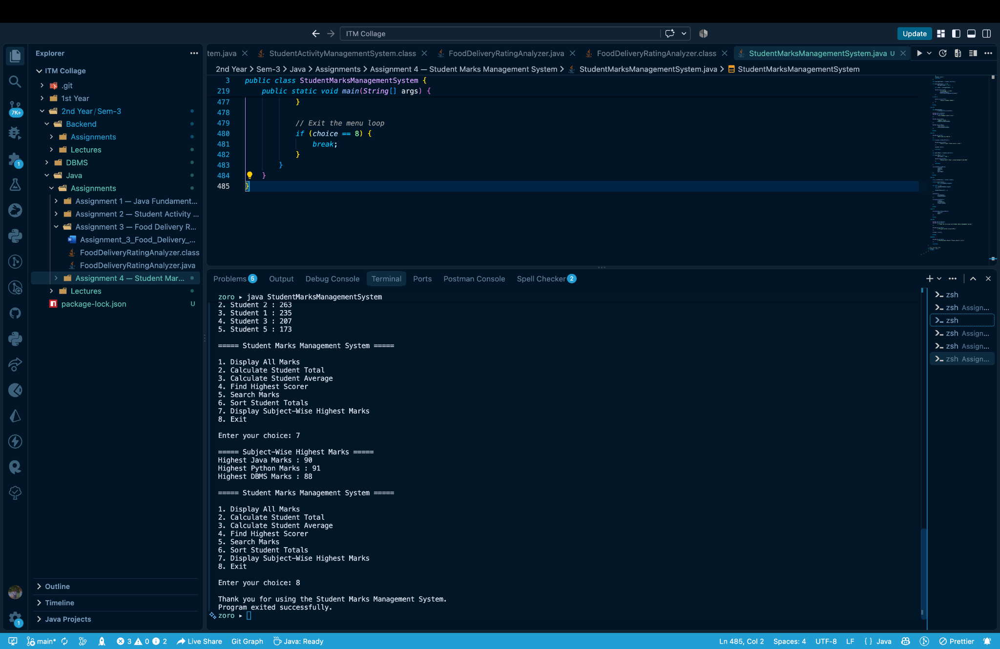 ITM Collage
Update
Explorer
ITM Collage
.git
1st Year
2nd Year / Sem-3
Backend
Assignments
Lectures
DBMS
Java
Assignments
Assignment 1 — Java Fundament...
Assignment 2 — Student Activity ...
Assignment 3 — Food Delivery R...
Assignment_3_Food_Delivery_...
FoodDeliveryRatingAnalyzer.class
FoodDeliveryRatingAnalyzer.java
Assignment 4 — Student Mar...
Lectures
package-lock.json U
7K+
1
Outline
Timeline
Java Projects
1
tem.java
StudentActivityManagementSystem.class
FoodDeliveryRatingAnalyzer.java
FoodDeliveryRatingAnalyzer.class
StudentMarksManagementSystem.java U
2nd Year > Sem-3 > Java > Assignments > Assignment 4 — Student Marks Management System > StudentMarksManagementSystem.java > StudentMarksManagementSystem
3 public class StudentMarksManagementSystem {
219 public static void main(String[] args) {
477 }
478
479 // Exit the menu loop
480 if (choice == 8) {
481 break;
482 }
483 }
484 }
485 }
Problems 5
Output
Debug Console
Terminal
Ports
Postman Console
Spell Checker 2
zoro ▸ java StudentMarksManagementSystem
2. Student 2 : 263
3. Student 1 : 235
4. Student 3 : 207
5. Student 5 : 173
===== Student Marks Management System =====
1. Display All Marks
2. Calculate Student Total
3. Calculate Student Average
4. Find Highest Scorer
5. Search Marks
6. Sort Student Totals
7. Display Subject-Wise Highest Marks
8. Exit
Enter your choice: 7
===== Subject-Wise Highest Marks =====
Highest Java Marks : 90
Highest Python Marks : 91
Highest DBMS Marks : 88
===== Student Marks Management System =====
1. Display All Marks
2. Calculate Student Total
3. Calculate Student Average
4. Find Highest Scorer
5. Search Marks
6. Sort Student Totals
7. Display Subject-Wise Highest Marks
8. Exit
Enter your choice: 8
Thank you for using the Student Marks Management System.
Program exited successfully.
zoro ▸
zsh
zsh Assign...
zsh
zsh Assign...
zsh Assign...
zsh Assign...
main* 3 0 2 Live Share Git Graph Java: Ready
Ln 485, Col 2 Spaces: 4 UTF-8 LF { } Java Prettier